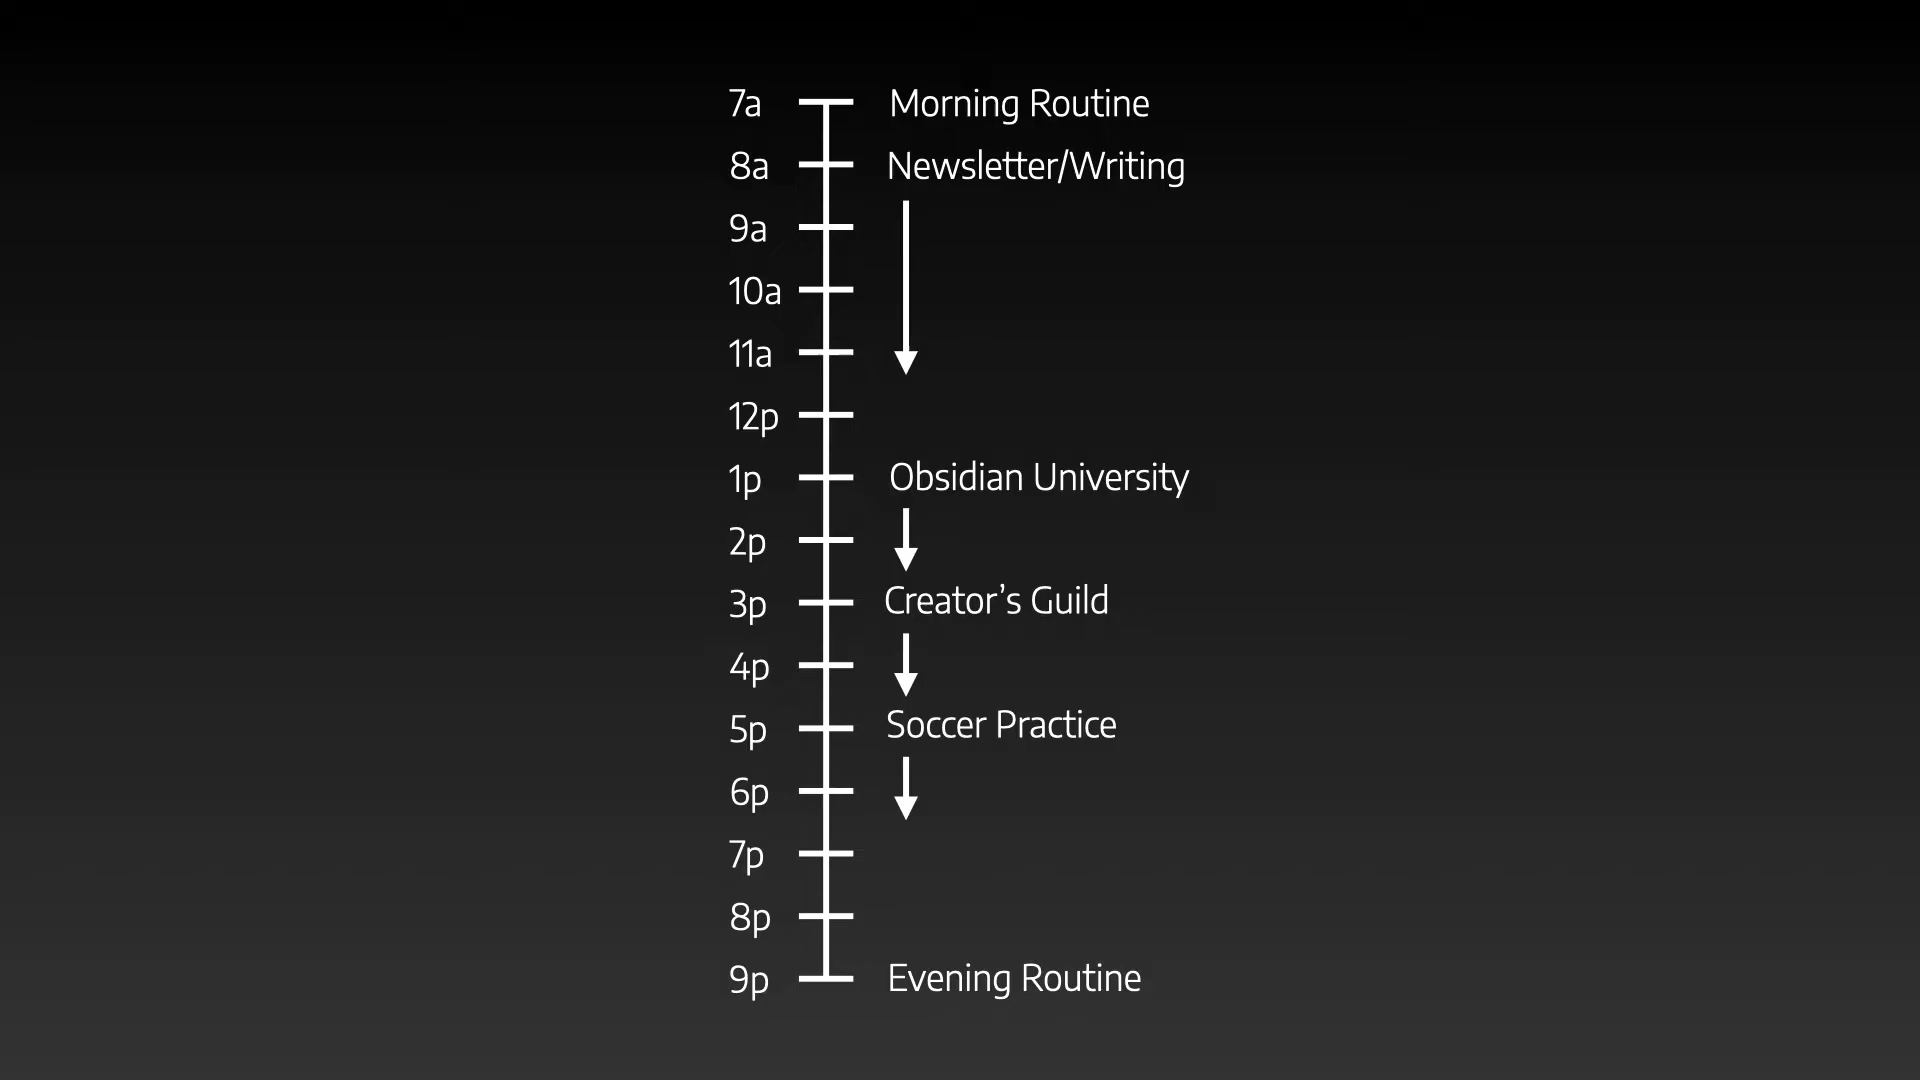 7a Morning Routine
8a Newsletter/Writing
9a
10a
11a
12p
1p Obsidian University
2p
3p Creator’s Guild
4p
5p Soccer Practice
6p
7p
8p
9p Evening Routine